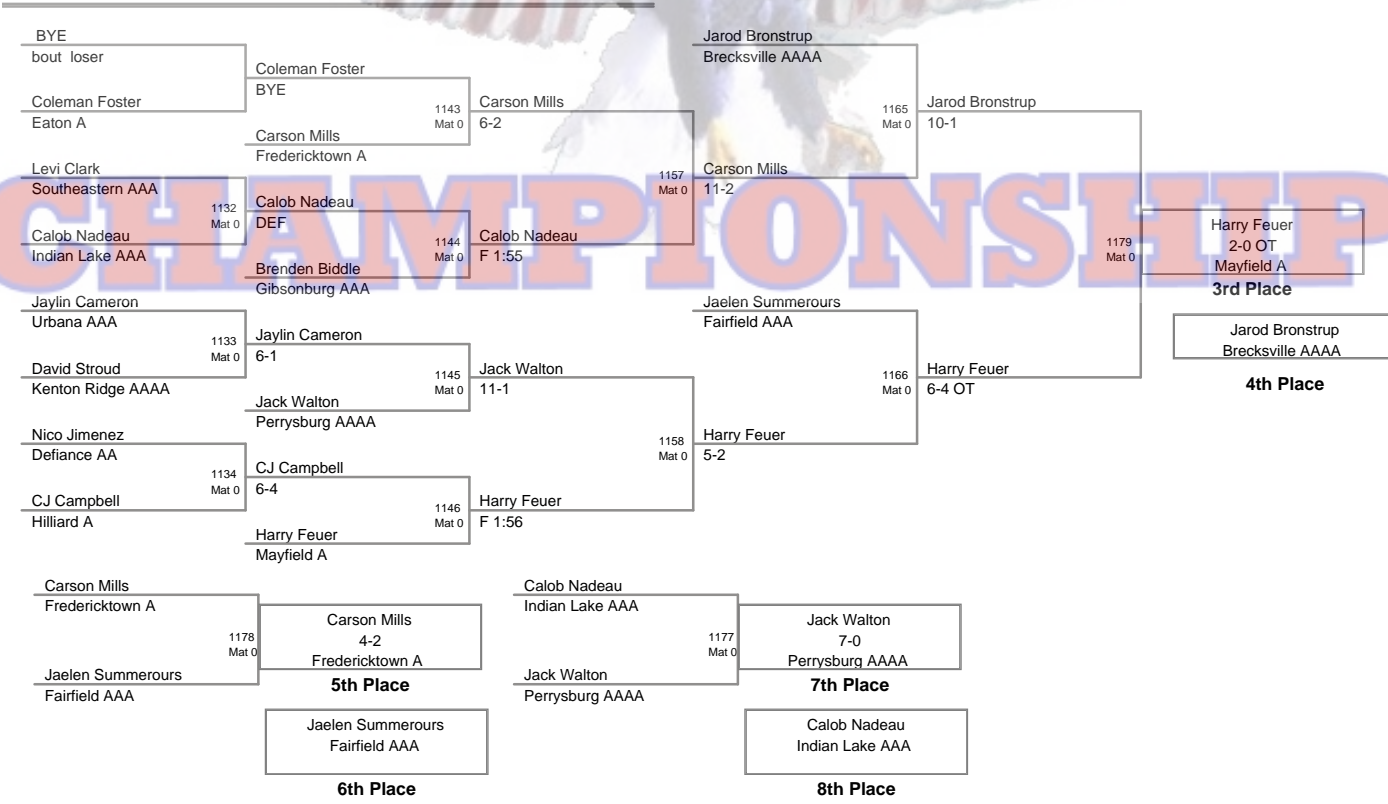 BYE
bout loser
Coleman Foster
Eaton A
Levi Clark
Southeastern AAA
Calob Nadeau
Indian Lake AAA
Jaylin Cameron
Urbana AAA
David Stroud
Kenton Ridge AAAA
Nico Jimenez
Defiance AA
CJ Campbell
Hilliard A
1132
Mat 0
1133
Mat 0
1134
Mat 0
Coleman Foster
BYE
Carson Mills
Fredericktown A
Calob Nadeau
DEF
Brenden Biddle
Gibsonburg AAA
Jaylin Cameron
6-1
Jack Walton
Perrysburg AAAA
CJ Campbell
6-4
Harry Feuer
Mayfield A
1143
Mat 0
1144
Mat 0
1145
Mat 0
1146
Mat 0
Carson Mills
6-2
Calob Nadeau
F 1:55
Jack Walton
11-1
Harry Feuer
F 1:56
1157
Mat 0
1158
Mat 0
Jarod Bronstrup
Brecksville AAAA
Carson Mills
11-2
Jaelen Summerours
Fairfield AAA
Harry Feuer
5-2
1165
Mat 0
1166
Mat 0
Jarod Bronstrup
10-1
Harry Feuer
6-4 OT
1179
Mat 0
Harry Feuer
2-0 OT
Mayfield A
3rd Place
Jarod Bronstrup
Brecksville AAAA
4th Place
CHAMPIONSHIP
Carson Mills
Fredericktown A
Jaelen Summerours
Fairfield AAA
1178
Mat 0
Carson Mills
4-2
Fredericktown A
5th Place
Jaelen Summerours
Fairfield AAA
6th Place
Calob Nadeau
Indian Lake AAA
Jack Walton
Perrysburg AAAA
1177
Mat 0
Jack Walton
7-0
Perrysburg AAAA
7th Place
Calob Nadeau
Indian Lake AAA
8th Place